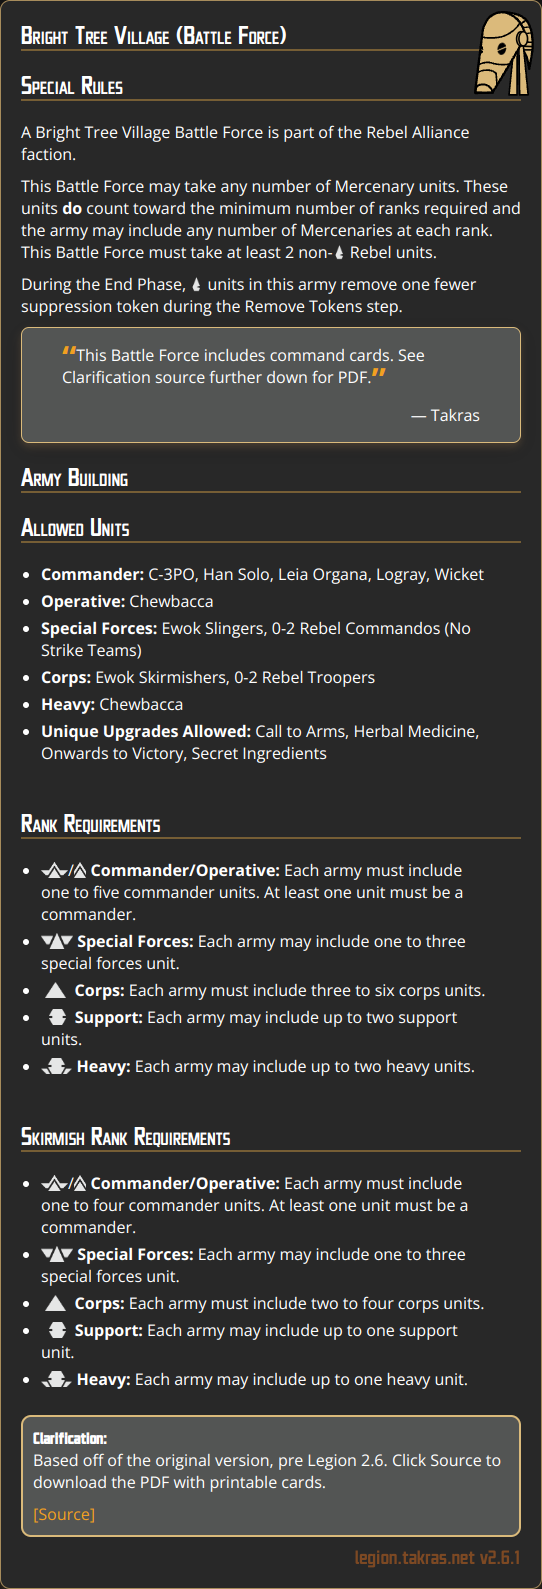 Bright Tree Village (Battle Force)
Special Rules
A Bright Tree Village Battle Force is part of the Rebel Alliance
faction.
This Battle Force may take any number of Mercenary units. These
units do count toward the minimum number of ranks required and
the army may include any number of Mercenaries at each rank.
This Battle Force must take at least 2 non- Rebel units.
During the End Phase, units in this army remove one fewer
suppression token during the Remove Tokens step.
“This Battle Force includes command cards. See
Clarification source further down for PDF.”
— Takras
Army Building
Allowed Units
• Commander: C-3PO, Han Solo, Leia Organa, Logray, Wicket
• Operative: Chewbacca
• Special Forces: Ewok Slingers, 0-2 Rebel Commandos (No
Strike Teams)
• Corps: Ewok Skirmishers, 0-2 Rebel Troopers
• Heavy: Chewbacca
• Unique Upgrades Allowed: Call to Arms, Herbal Medicine,
Onwards to Victory, Secret Ingredients
Rank Requirements
• / Commander/Operative: Each army must include
one to five commander units. At least one unit must be a
commander.
• Special Forces: Each army may include one to three
special forces unit.
• Corps: Each army must include three to six corps units.
• Support: Each army may include up to two support
units.
• Heavy: Each army may include up to two heavy units.
Skirmish Rank Requirements
• / Commander/Operative: Each army must include
one to four commander units. At least one unit must be a
commander.
• Special Forces: Each army may include one to three
special forces unit.
• Corps: Each army must include two to four corps units.
• Support: Each army may include up to one support
unit.
• Heavy: Each army may include up to one heavy unit.
Clarification:
Based off of the original version, pre Legion 2.6. Click Source to
download the PDF with printable cards.
[Source]
legion.takras.net v2.6.1